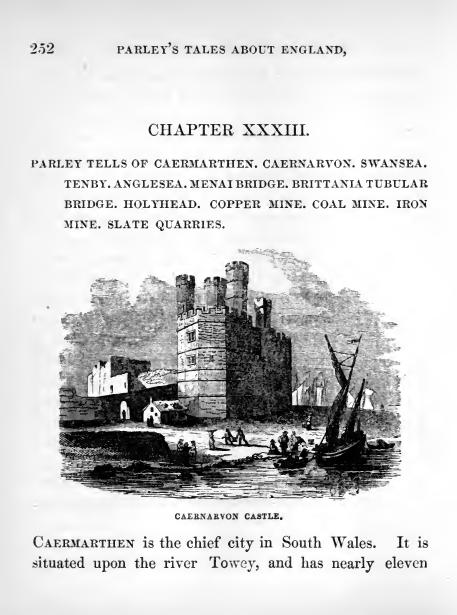 252 PARLEY'S TALES ABOUT ENGLAND,
CHAPTER XXXIII.
PARLEY TELLS OF CAERMARTHEN. CAERNARVON. SWANSEA.
TENBY. ANGLESEA. MENAI BRIDGE. BRITTANIA TUBULAR
BRIDGE. HOLYHEAD. COPPER MINE. COAL MINE. IRON
MINE. SLATE QUARRIES.
CAERNARVON CASTLE.
CAERMARTHEN is the chief city in South Wales. It is
situated upon the river Towey, and has nearly eleven